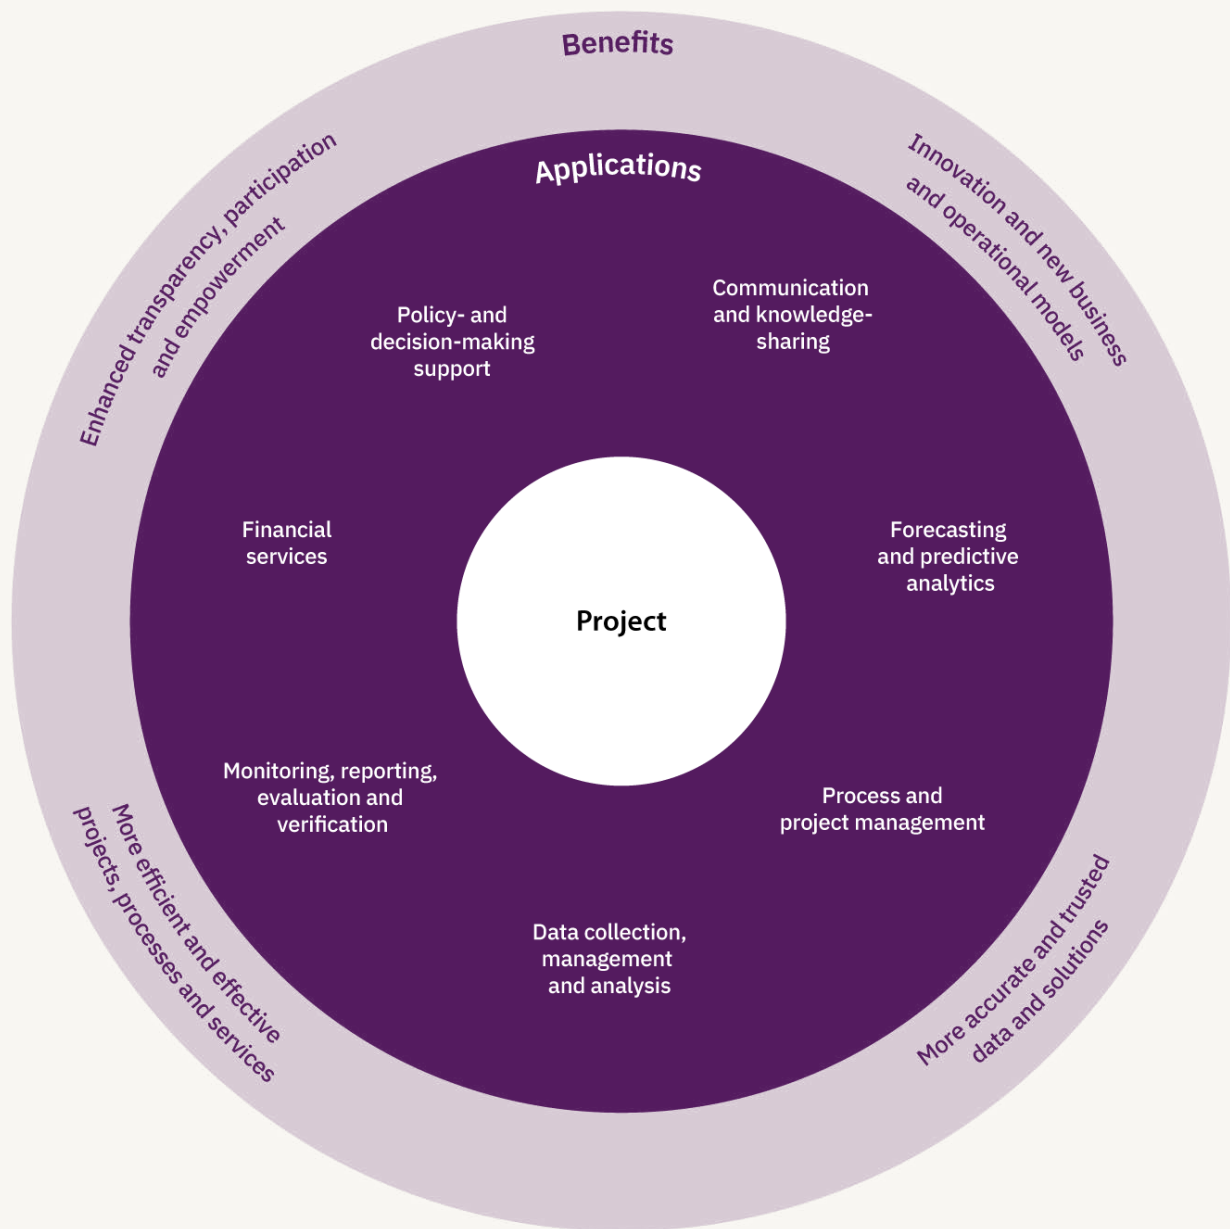 Benefits
Enhanced transparency, participation
and empowerment
Innovation and new business
and operational models
Applications
Policy- and
decision-making
support
Communication
and knowledge-
sharing
Financial
services
Forecasting
and predictive
analytics
Project
Monitoring, reporting,
evaluation and
verification
Process and
project management
Data collection,
management
and analysis
More efficient and effective
projects, processes and services
More accurate and trusted
data and solutions